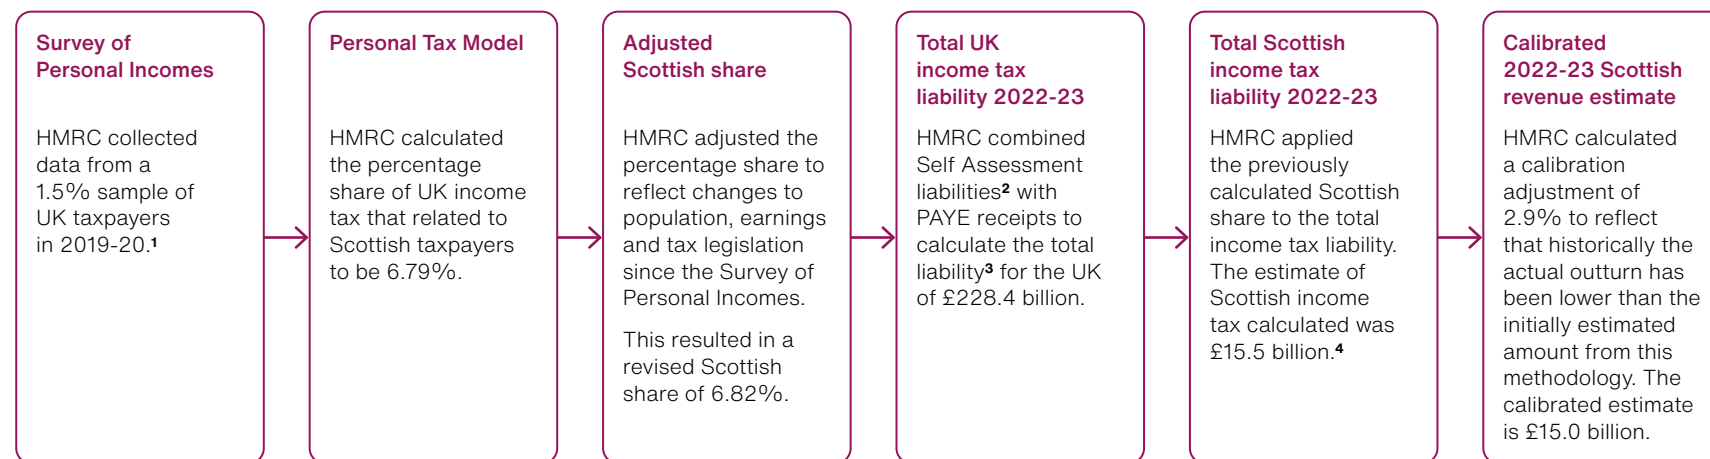 Survey of
Personal Incomes
HMRC collected
data from a
1.5% sample of
UK taxpayers
in 2019-20.1
Personal Tax Model
HMRC calculated
the percentage
share of UK income
tax that related to
Scottish taxpayers
to be 6.79%.
Adjusted
Scottish share
HMRC adjusted the
percentage share to
reflect changes to
population, earnings
and tax legislation
since the Survey of
Personal Incomes.
This resulted in a
revised Scottish
share of 6.82%.
Total UK
income tax
liability 2022-23
HMRC combined
Self Assessment
liabilities2 with
PAYE receipts to
calculate the total
liability3 for the UK
of £228.4 billion.
Total Scottish
income tax
liability 2022-23
HMRC applied
the previously
calculated Scottish
share to the total
income tax liability.
The estimate of
Scottish income
tax calculated was
£15.5 billion.4
Calibrated
2022-23 Scottish
revenue estimate
HMRC calculated
a calibration
adjustment of
2.9% to reflect
that historically the
actual outturn has
been lower than the
initially estimated
amount from this
methodology. The
calibrated estimate
is £15.0 billion.